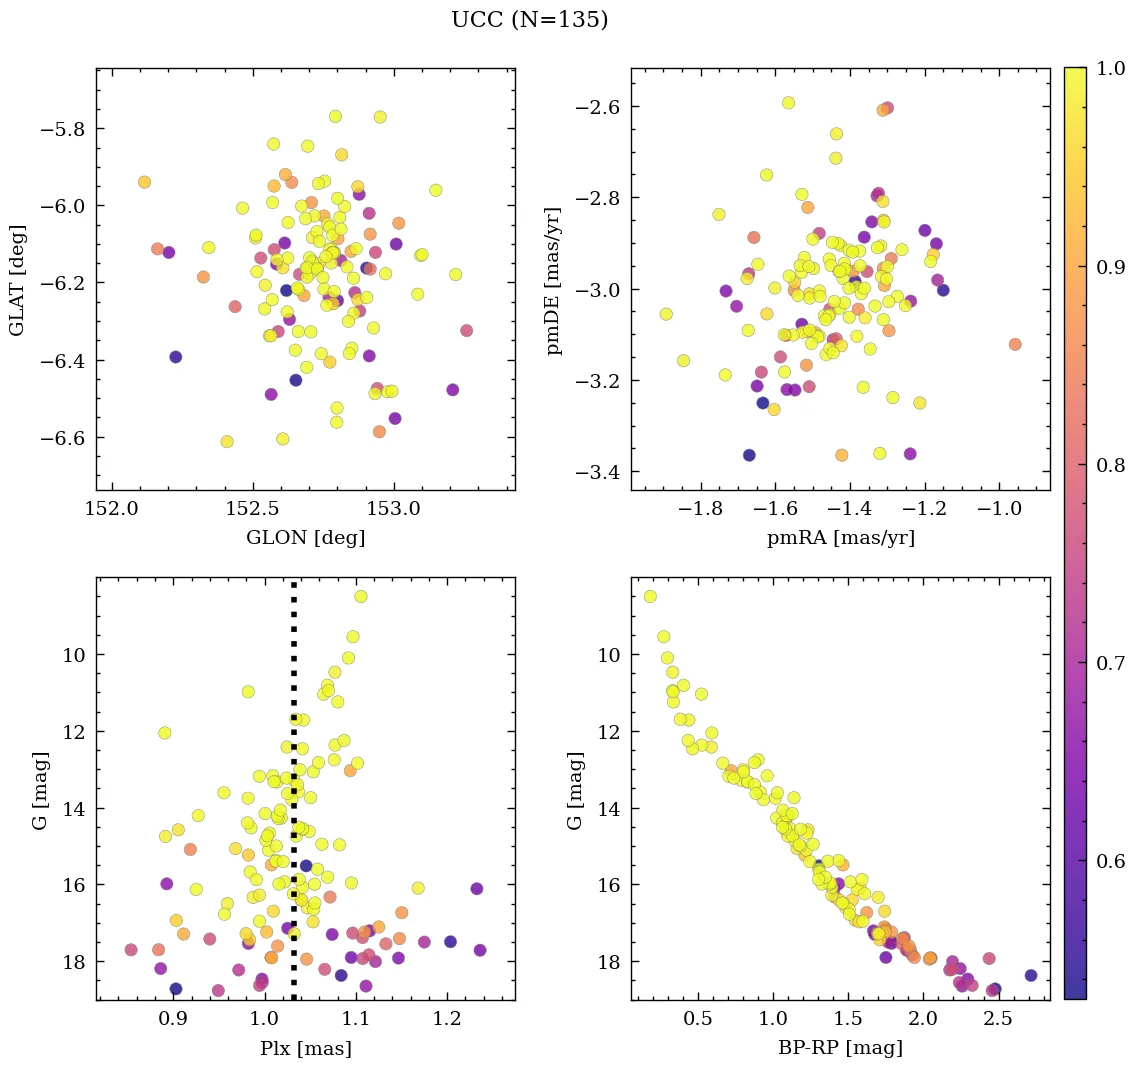 UCC (N=135)
−5.8
−6.0
−6.2
−6.4
−6.6
GLAT [deg]
152.0 152.5 153.0
GLON [deg]
−2.6
−2.8
−3.0
−3.2
−3.4
pmDE [mas/yr]
−1.8 −1.6 −1.4 −1.2 −1.0
pmRA [mas/yr]
10
12
14
16
18
G [mag]
0.9 1.0 1.1 1.2
Plx [mas]
10
12
14
16
18
G [mag]
0.5 1.0 1.5 2.0 2.5
BP-RP [mag]
1.0
0.9
0.8
0.7
0.6